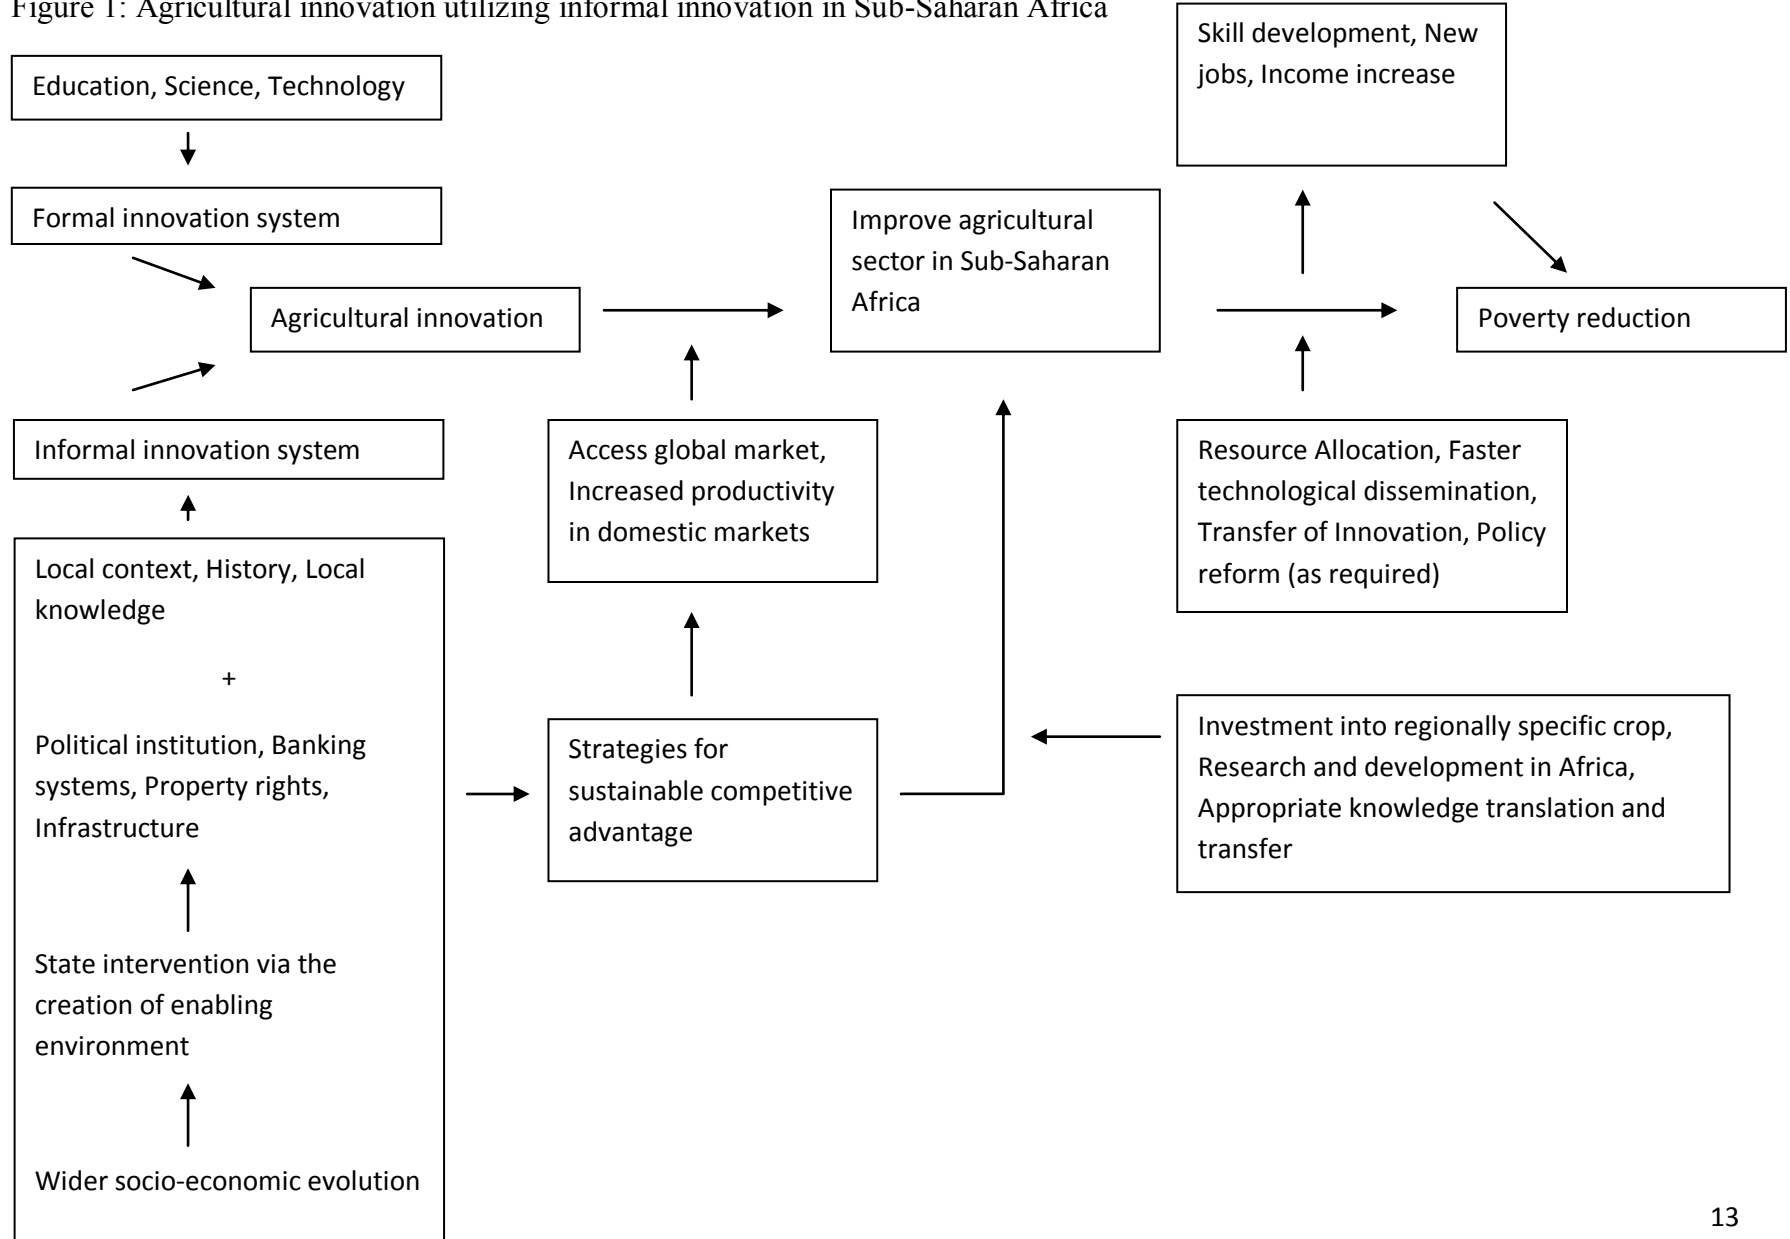 Figure 1: Agricultural innovation utilizing informal innovation in Sub-Saharan Africa
Education, Science, Technology
Formal innovation system
Agricultural innovation
Informal innovation system
Local context, History, Local
knowledge
+
Political institution, Banking
systems, Property rights,
Infrastructure
State intervention via the
creation of enabling
environment
Wider socio-economic evolution
Access global market,
Increased productivity
in domestic markets
Strategies for
sustainable competitive
advantage
Improve agricultural
sector in Sub-Saharan
Africa
Skill development, New
jobs, Income increase
Poverty reduction
Resource Allocation, Faster
technological dissemination,
Transfer of Innovation, Policy
reform (as required)
Investment into regionally specific crop,
Research and development in Africa,
Appropriate knowledge translation and
transfer
13